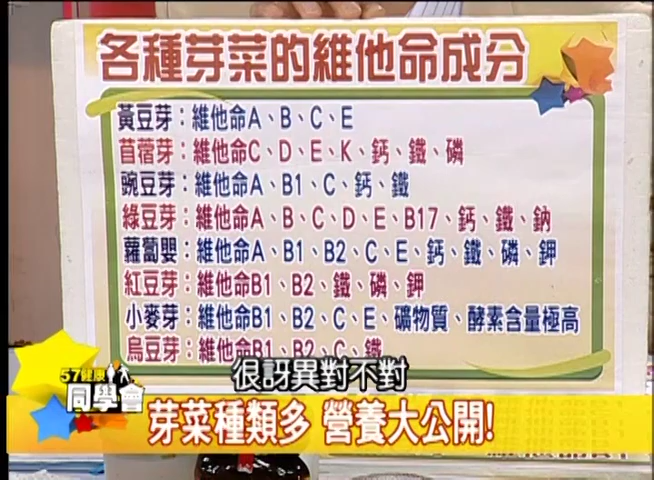 各種芽菜的維他命成分
黃豆芽：維他命A、B、C、E
苜蓿芽：維他命C、D、E、K、鈣、鐵、磷
豌豆芽：維他命A、B1、C、鈣、鐵
綠豆芽：維他命A、B、C、D、E、B17、鈣、鐵、鈉
蘿蔔嬰：維他命A、B1、B2、C、E、鈣、鐵、磷、鉀
紅豆芽：維他命B1、B2、鐵、磷、鉀
小麥芽：維他命B1、B2、C、E、礦物質、酵素含量極高
烏豆芽：維他命B1、B2、C、鐵
很訝異對不對
57健康
同學會
芽菜種類多 營養大公開!